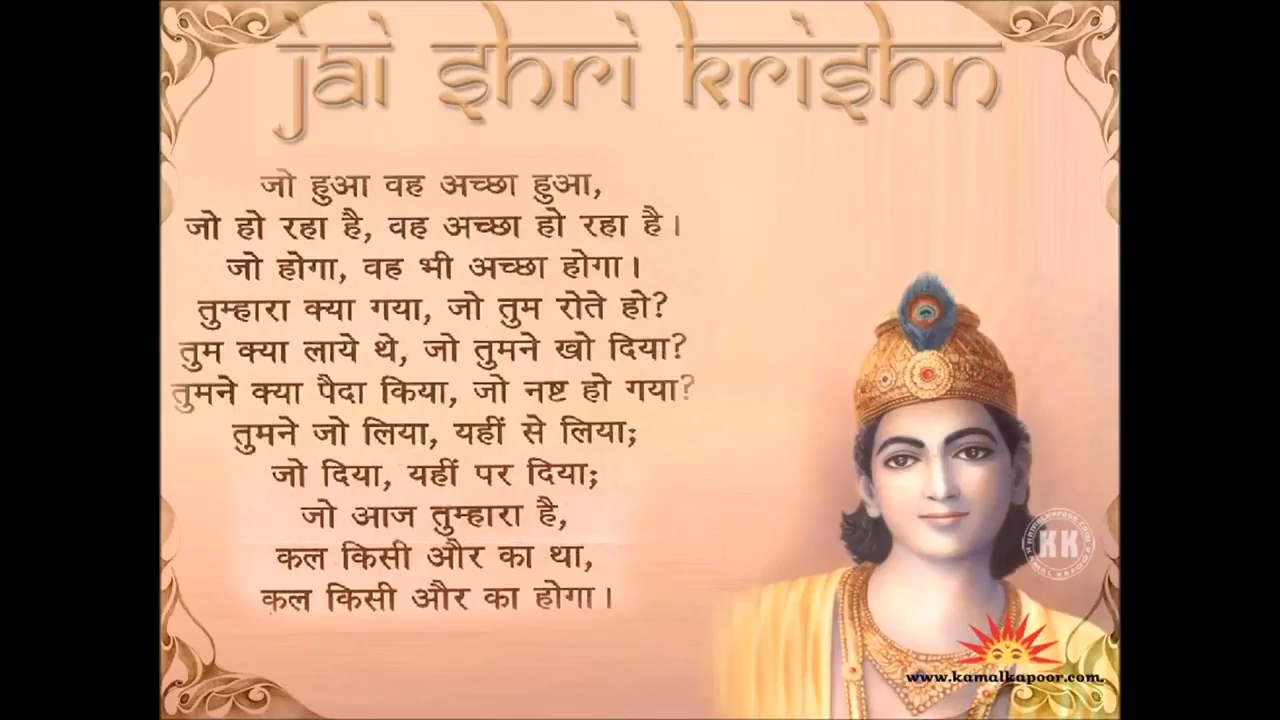 jai shri krishn
जो हुआ वह अच्छा हुआ,
जो हो रहा है, वह अच्छा हो रहा है।
जो होगा, वह भी अच्छा होगा।
तुम्हारा क्या गया, जो तुम रोते हो?
तुम क्या लाये थे, जो तुमने खो दिया?
तुमने क्या पैदा किया, जो नष्ट हो गया?
तुमने जो लिया, यहीं से लिया;
जो दिया, यहीं पर दिया;
जो आज तुम्हारा है,
कल किसी और का था,
कल किसी और का होगा।
KK
www.kamalkapoor.com